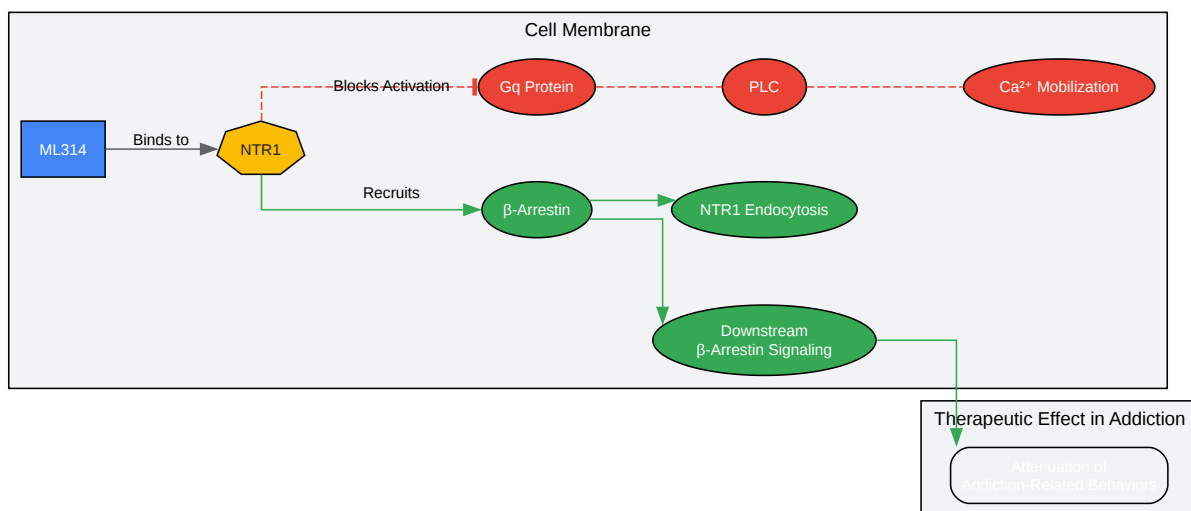 Cell Membrane
Blocks Activation
Gq Protein
PLC
Ca²⁺ Mobilization
ML314
Binds to
NTR1
Recruits
β-Arrestin
NTR1 Endocytosis
Downstream
β-Arrestin Signaling
Therapeutic Effect in Addiction
Attenuation of
Addiction-Related Behaviors